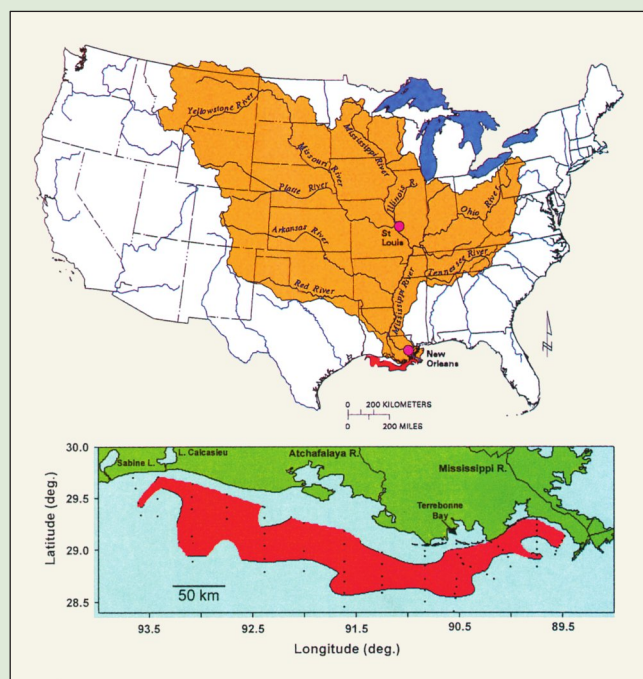 Yellowstone River
Missouri River
Mississippi River
Platte River
Illinois R
Ohio River
St
Louis
Arkansas River
Tennessee River
Red River
Mississippi River
New
Orleans
N
0 200 KILOMETERS
0 200 MILES
30.0
29.5
29.0
28.5
Latitude (deg.)
Sabine L.
L. Calcasieu
Atchafalaya R.
Mississippi R.
Terrebonne
Bay
50 km
93.5 92.5 91.5 90.5 89.5
Longitude (deg.)